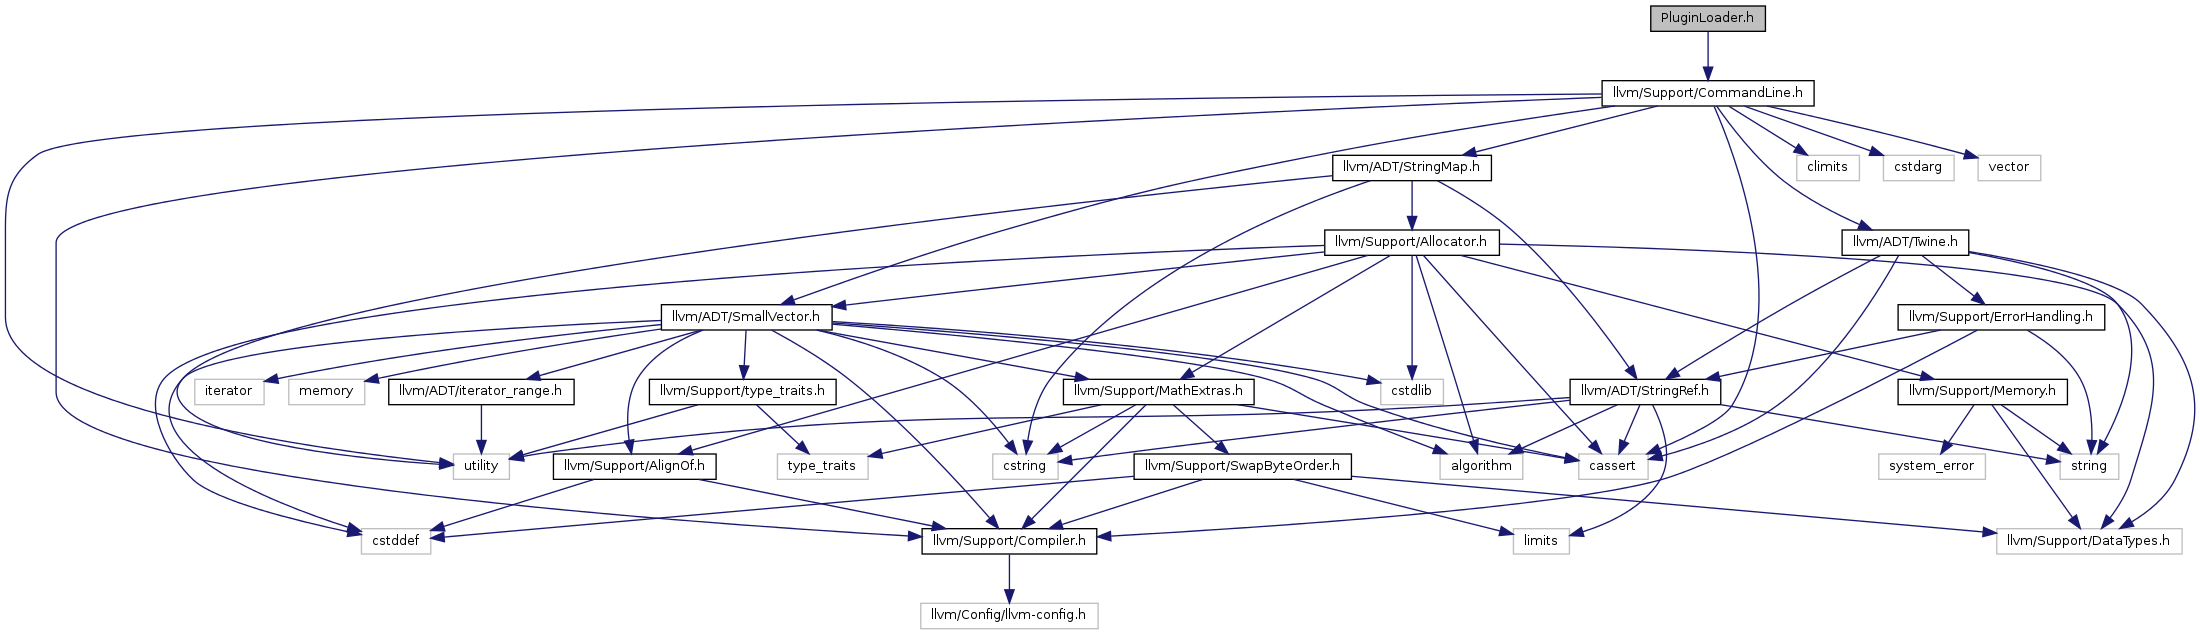 PluginLoader.h
llvm/Support/CommandLine.h
llvm/ADT/StringMap.h
climits
cstdarg
vector
llvm/Support/Allocator.h
llvm/ADT/Twine.h
llvm/ADT/SmallVector.h
llvm/Support/ErrorHandling.h
iterator
memory
llvm/ADT/iterator_range.h
llvm/Support/type_traits.h
llvm/Support/MathExtras.h
cstdlib
llvm/ADT/StringRef.h
llvm/Support/Memory.h
utility
llvm/Support/AlignOf.h
type_traits
cstring
llvm/Support/SwapByteOrder.h
algorithm
cassert
system_error
string
cstddef
llvm/Support/Compiler.h
limits
llvm/Support/DataTypes.h
llvm/Config/llvm-config.h